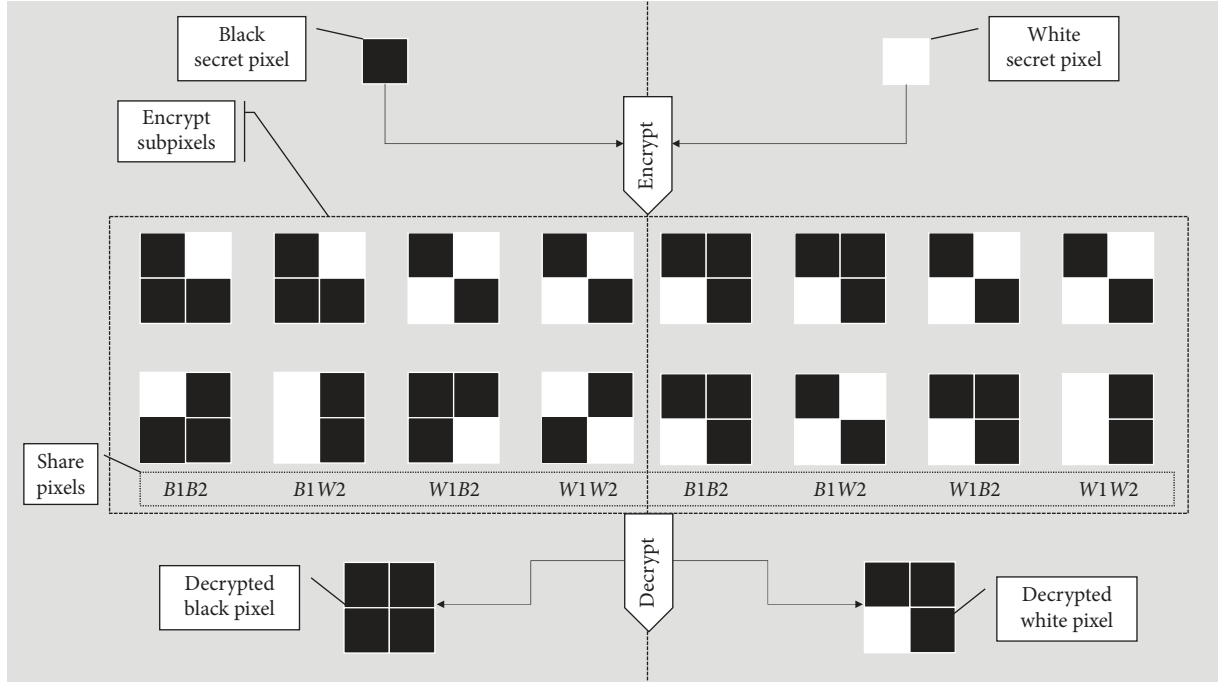 Black
secret pixel
White
secret pixel
Encrypt
subpixels
Encrypt
Share
pixels
B1B2
B1W2
W1B2
W1W2
B1B2
B1W2
W1B2
W1W2
Decrypt
Decrypted
black pixel
Decrypted
white pixel